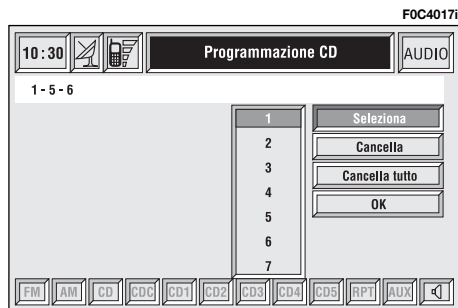 F0C4017i
10:30 Programmazione CD AUDIO
1 - 5 - 6
1 Seleziona
2 Cancella
3 Cancella tutto
4 OK
5
6
7
FM AM CD CDC CD1 CD2 CD3 CD4 CD5 RPT AUX